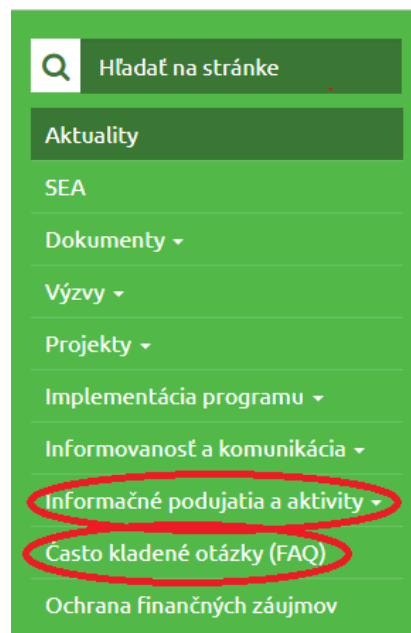 Hľadať na stránke
Aktuality
SEA
Dokumenty
Výzvy
Projekty
Implementácia programu
Informovanosť a komunikácia
Informačné podujatia a aktivity
Často kladené otázky (FAQ)
Ochrana finančných záujmov